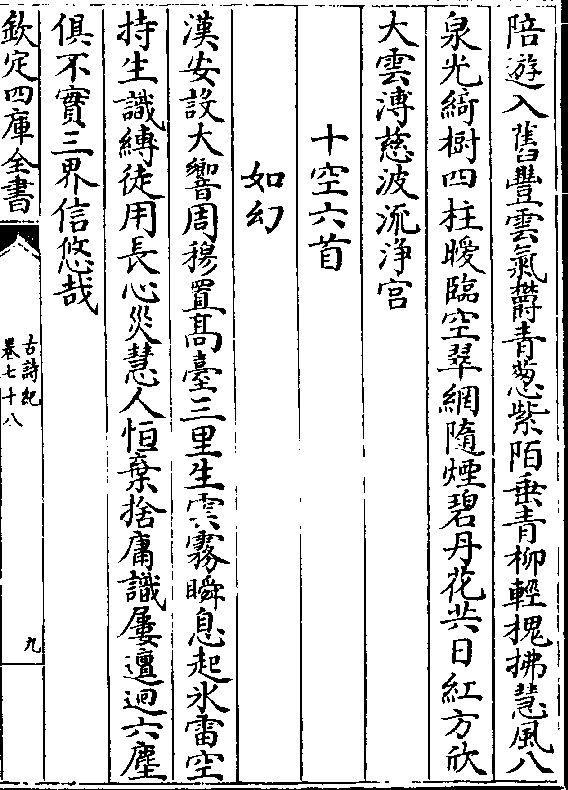 陪遊入舊豐雲氣欝青葱紫陌垂青柳輕槐拂慧風八
泉光綺樹四柱曖臨空翠網隨煙碧丹花共日紅方欣
大雲溥慈波流浄宫
十空六首
如幻
漢安設大響周穆置髙臺三里生雲霧瞬息起氷雷空
持生識縛徒用長心災慧人恒棄捨庸識屢邅迴六塵
俱不實三界信悠哉
欽定四庫全書
古詩紀
卷七十八
九